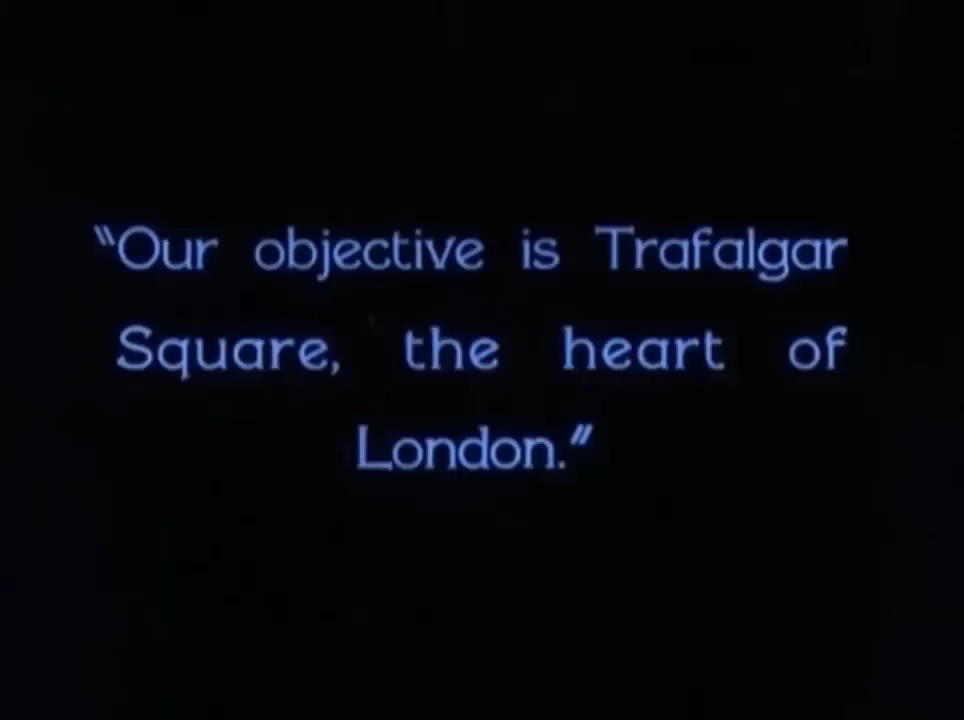 "Our objective is Trafalgar
Square, the heart of
London."